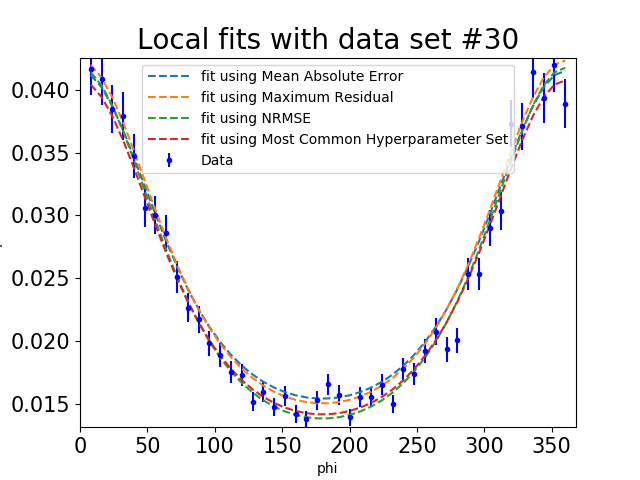 Local fits with data set #30
fit using Mean Absolute Error
fit using Maximum Residual
fit using NRMSE
fit using Most Common Hyperparameter Set
Data
0.040
0.035
0.030
0.025
0.020
0.015
0 50 100 150 200 250 300 350
phi